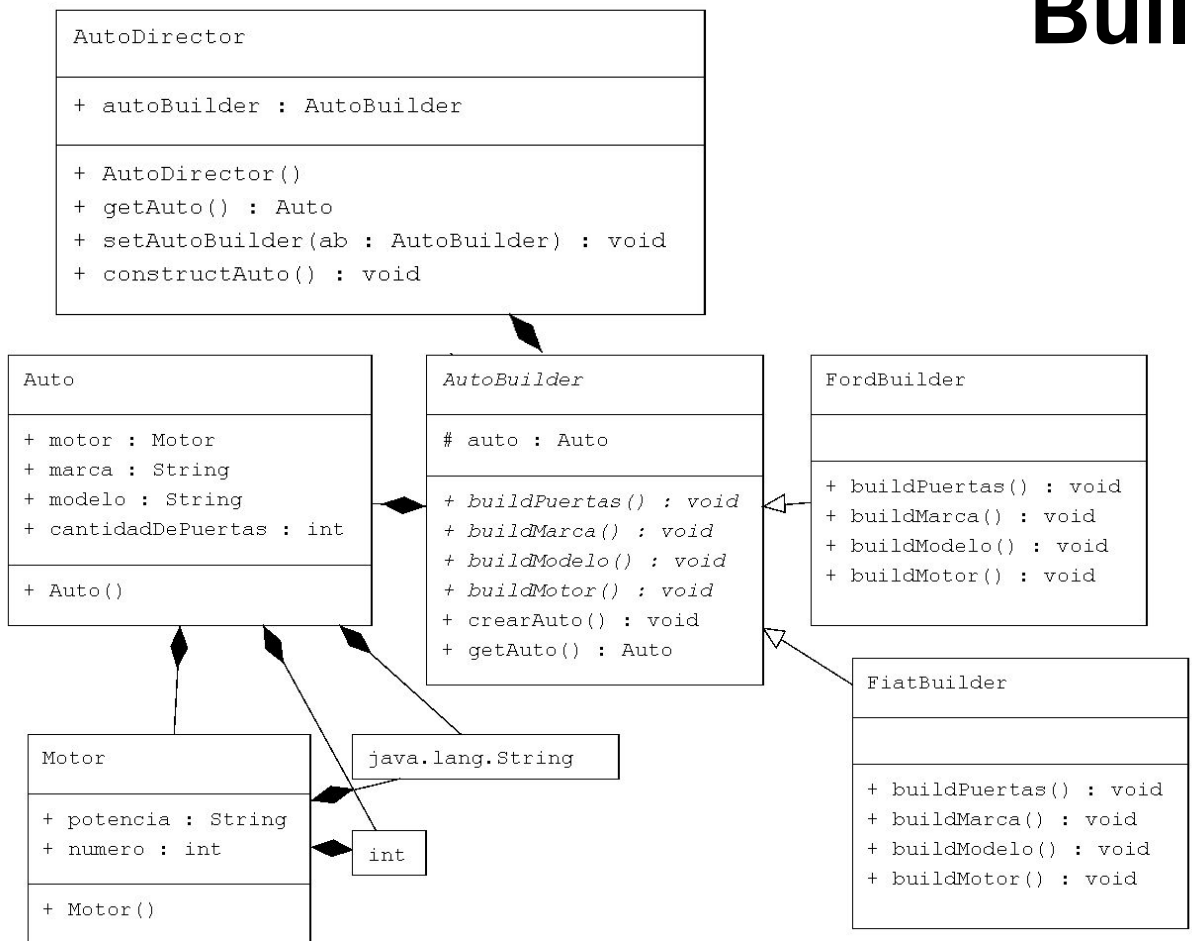 Buil
AutoDirector
+ autoBuilder : AutoBuilder
+ AutoDirector()
+ getAuto() : Auto
+ setAutoBuilder(ab : AutoBuilder) : void
+ constructAuto() : void
Auto
+ motor : Motor
+ marca : String
+ modelo : String
+ cantidadDePuertas : int
+ Auto()
AutoBuilder
# auto : Auto
+ buildPuertas() : void
+ buildMarca() : void
+ buildModelo() : void
+ buildMotor() : void
+ crearAuto() : void
+ getAuto() : Auto
FordBuilder
+ buildPuertas() : void
+ buildMarca() : void
+ buildModelo() : void
+ buildMotor() : void
FiatBuilder
+ buildPuertas() : void
+ buildMarca() : void
+ buildModelo() : void
+ buildMotor() : void
Motor
+ potencia : String
+ numero : int
+ Motor()
java.lang.String
int